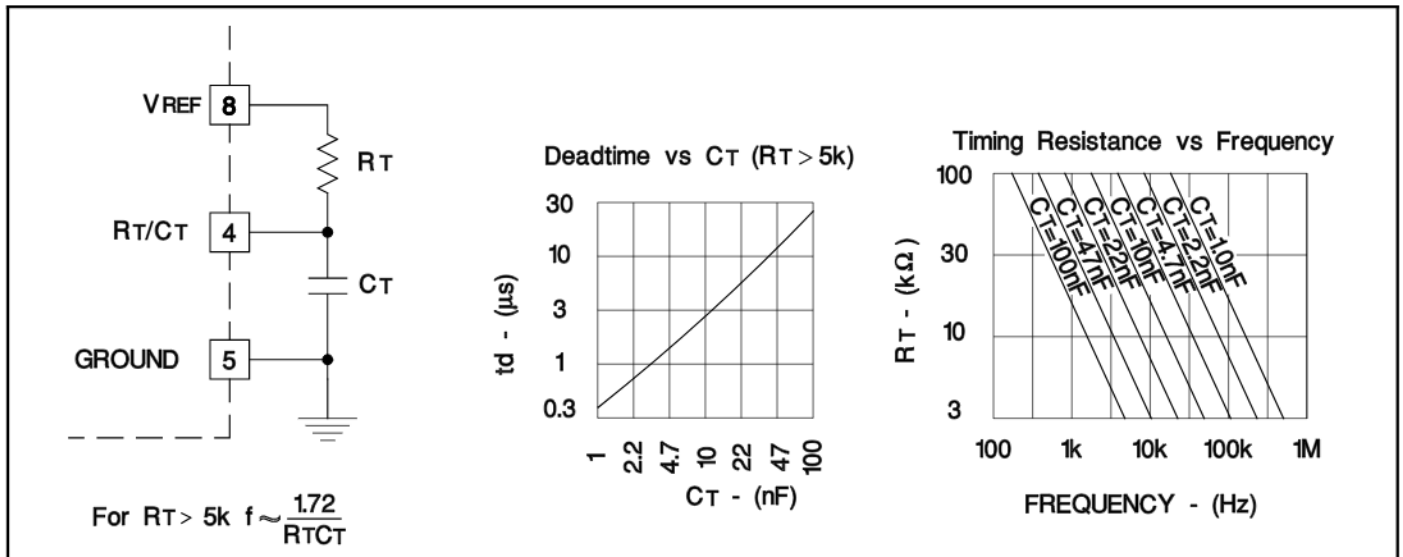 VREF 8
RT
RT/CT 4
CT
GROUND 5
For RT > 5k f ≈ 1.72
RTCT
Deadtime vs CT (RT > 5k)
td - (µs)
30
10
3
1
0.3
1 2.2 4.7 10 22 47 100
CT - (nF)
Timing Resistance vs Frequency
RT - (kΩ)
100
30
10
3
CT=100nF
CT=47nF
CT=22nF
CT=10nF
CT=4.7nF
CT=2.2nF
CT=1.0nF
100 1k 10k 100k 1M
FREQUENCY - (Hz)